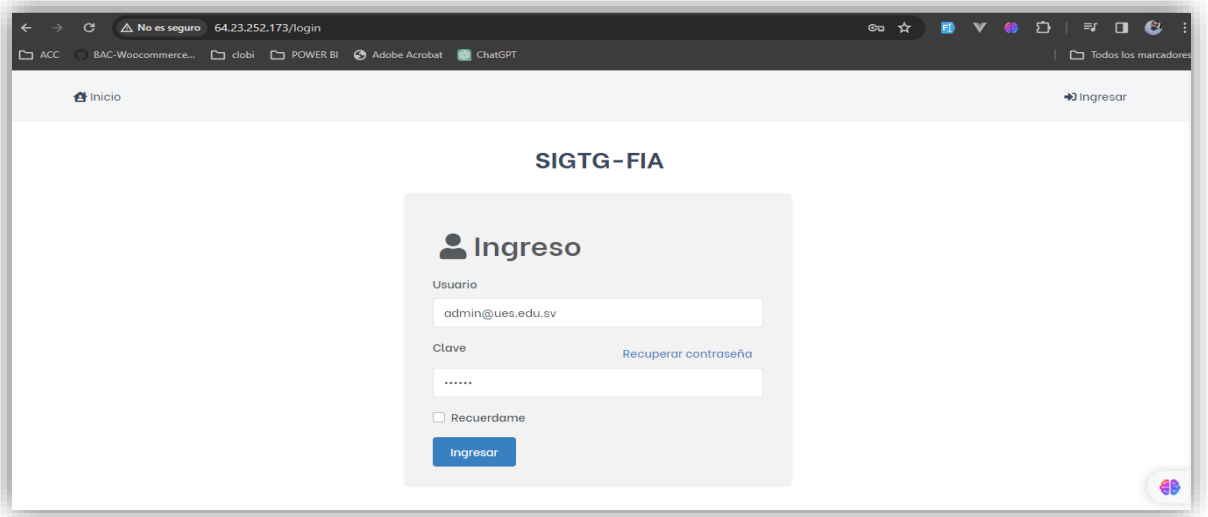 No es seguro 64.23.252.173/login
ACC BAC-Woocommerce... clobi POWER BI Adobe Acrobat ChatGPT Todos los marcadores
Inicio Ingresar
SIGTG-FIA
Ingreso
Usuario
admin@ues.edu.sv
Clave Recuperar contraseña
••••••
Recuerdame
Ingresar